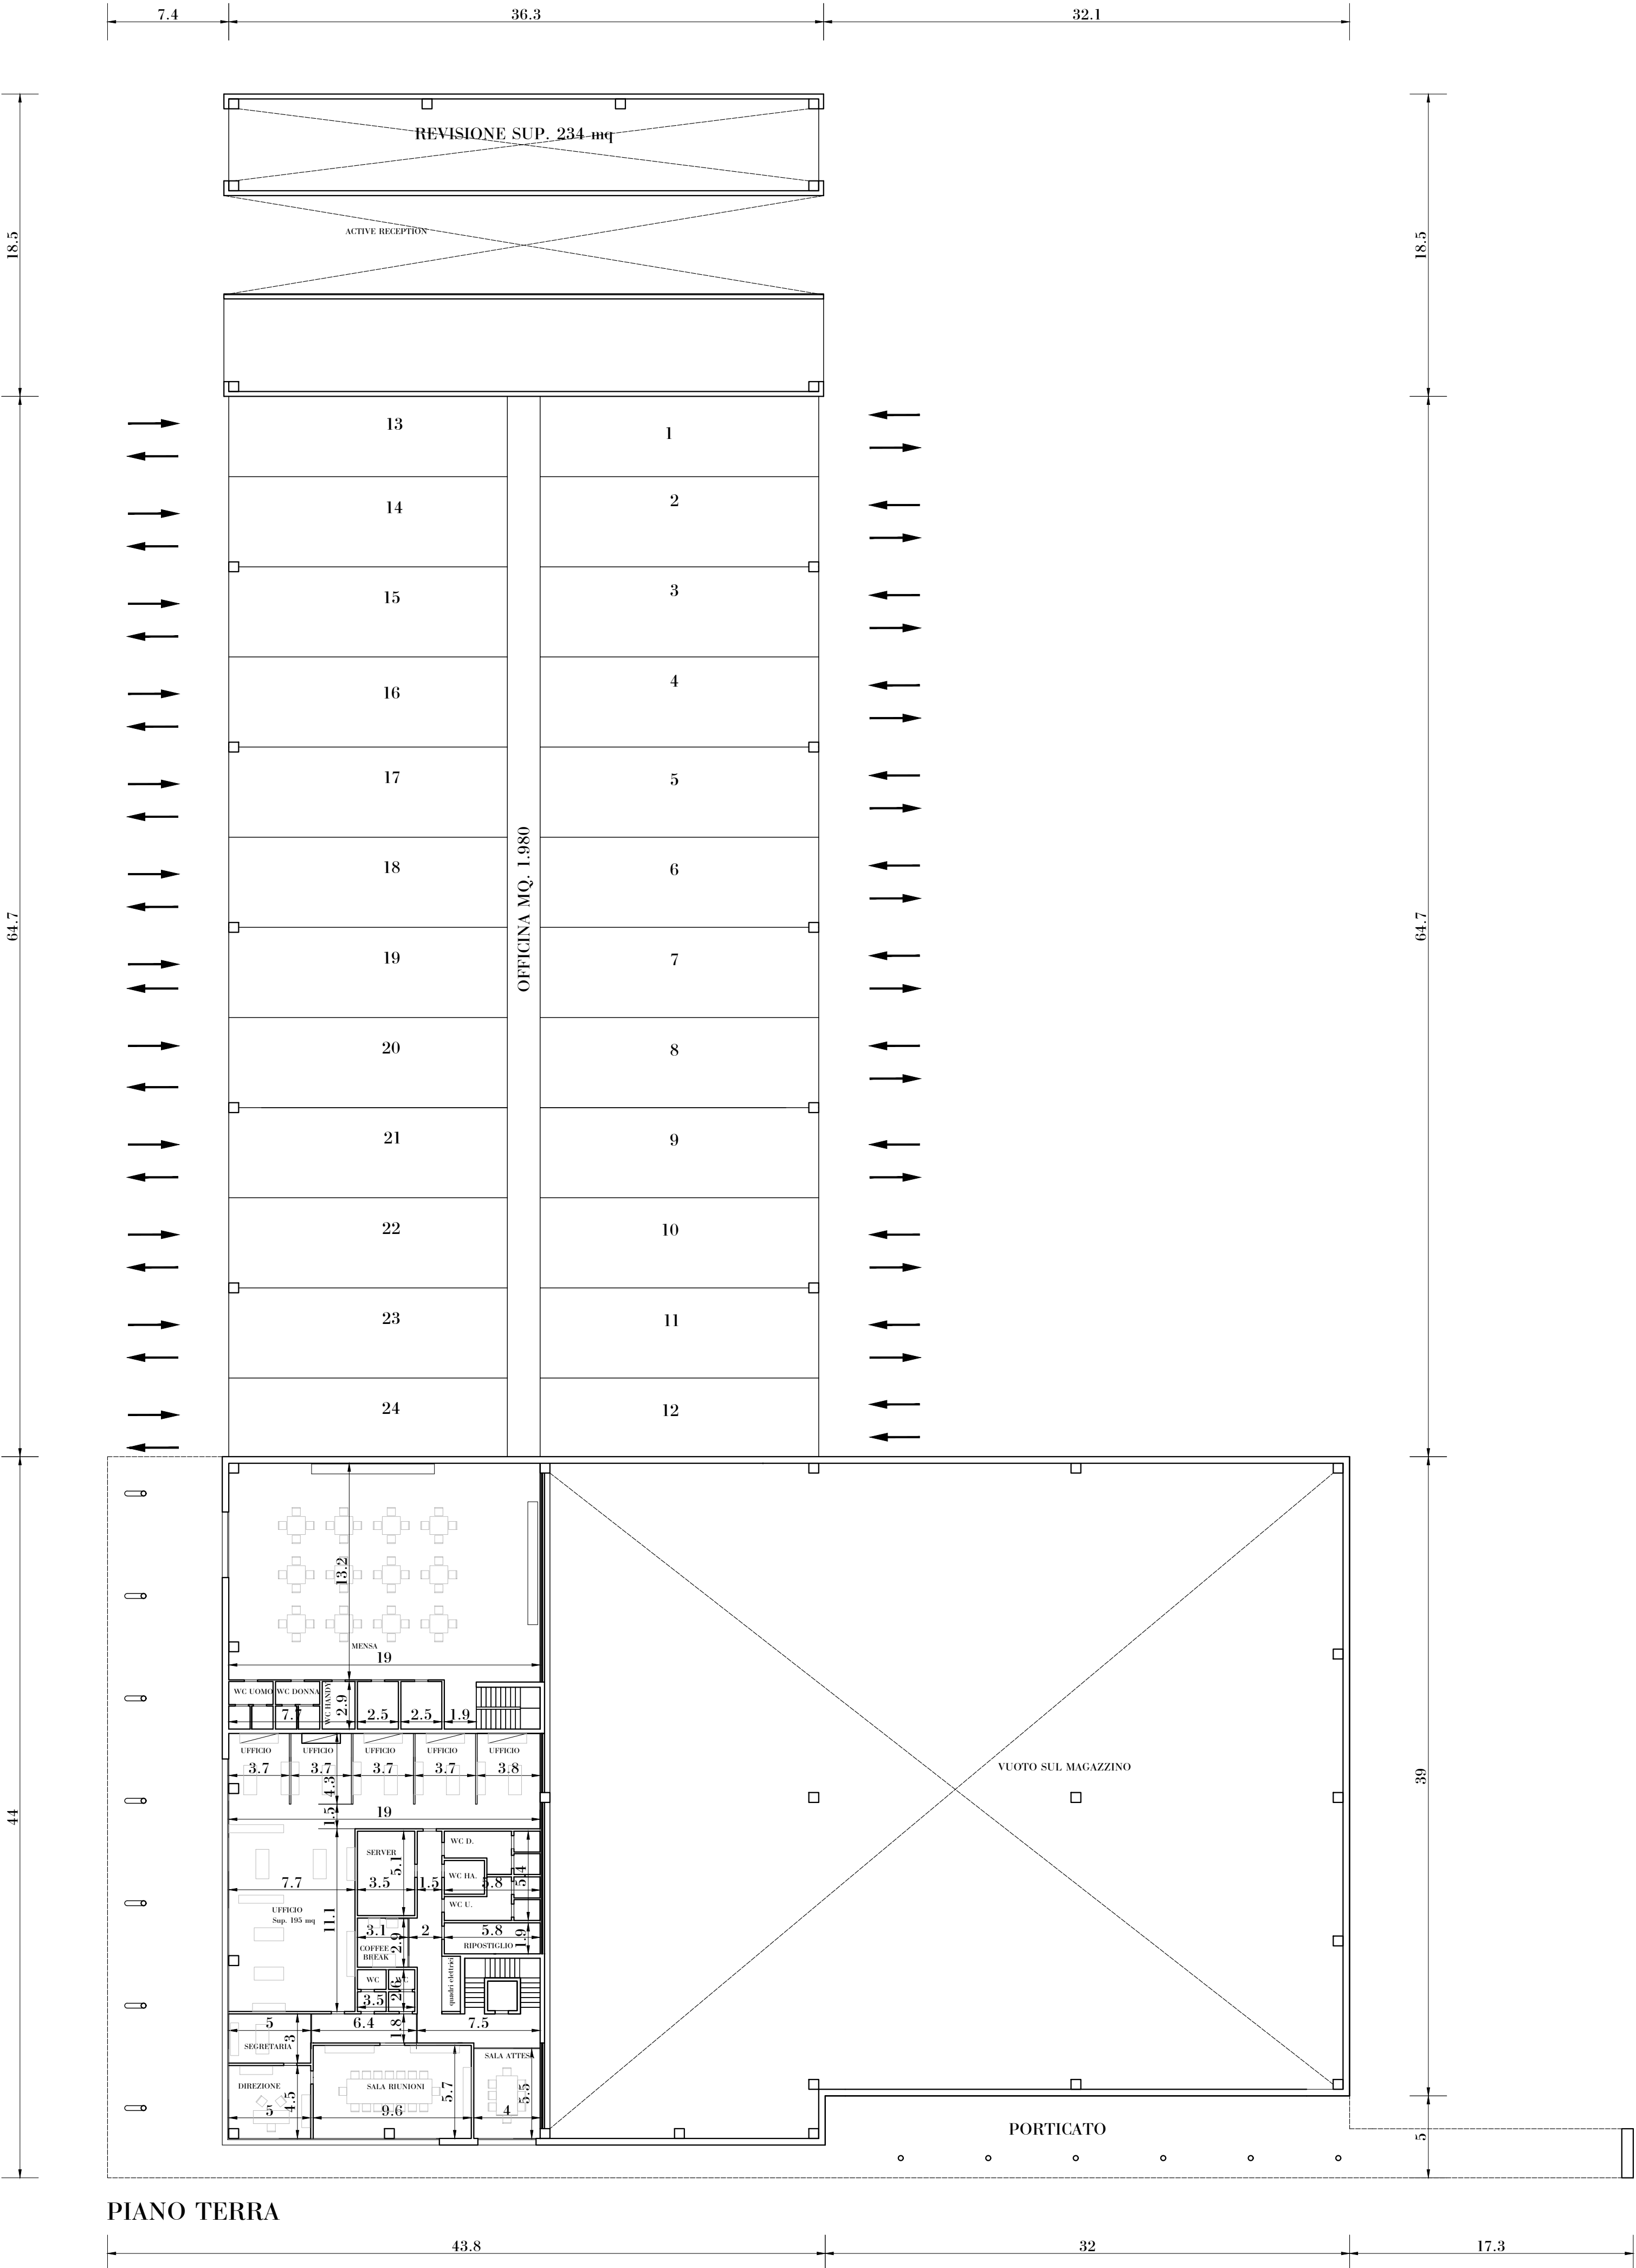 7.4
36.3
32.1
REVISIONE SUP. 234 mq
18.5
ACTIVE RECEPTION
18.5
13
1
14
2
15
3
16
4
17
5
18
6
OFFICINA MQ. 1.980
64.7
64.7
19
7
20
8
21
9
22
10
23
11
24
12
13.2
MENSA
19
WC UOMO
WC DONNA
WC HANDY
2.9
7.7
2.5
2.5
1.9
UFFICIO
UFFICIO
UFFICIO
UFFICIO
UFFICIO
3.7
3.7
3.7
3.7
3.8
4.3
VUOTO SUL MAGAZZINO
39
44
1.5
19
SERVER
5.1
WC D.
WC HA.
5.4
7.7
3.5
1.5
5.8
WC U.
UFFICIO
Sup. 195 mq
11.1
3.1
2
5.8
1.9
COFFEE
BREAK
2.9
RIPOSTIGLIO
quadri elettrici
WC
WC
2.6
3.5
5
6.4
1.8
7.5
3
SEGRETARIA
SALA ATTESA
DIREZIONE
SALA RIUNIONI
4.5
5.7
5.5
5
9.6
4
PORTICATO
5
PIANO TERRA
43.8
32
17.3